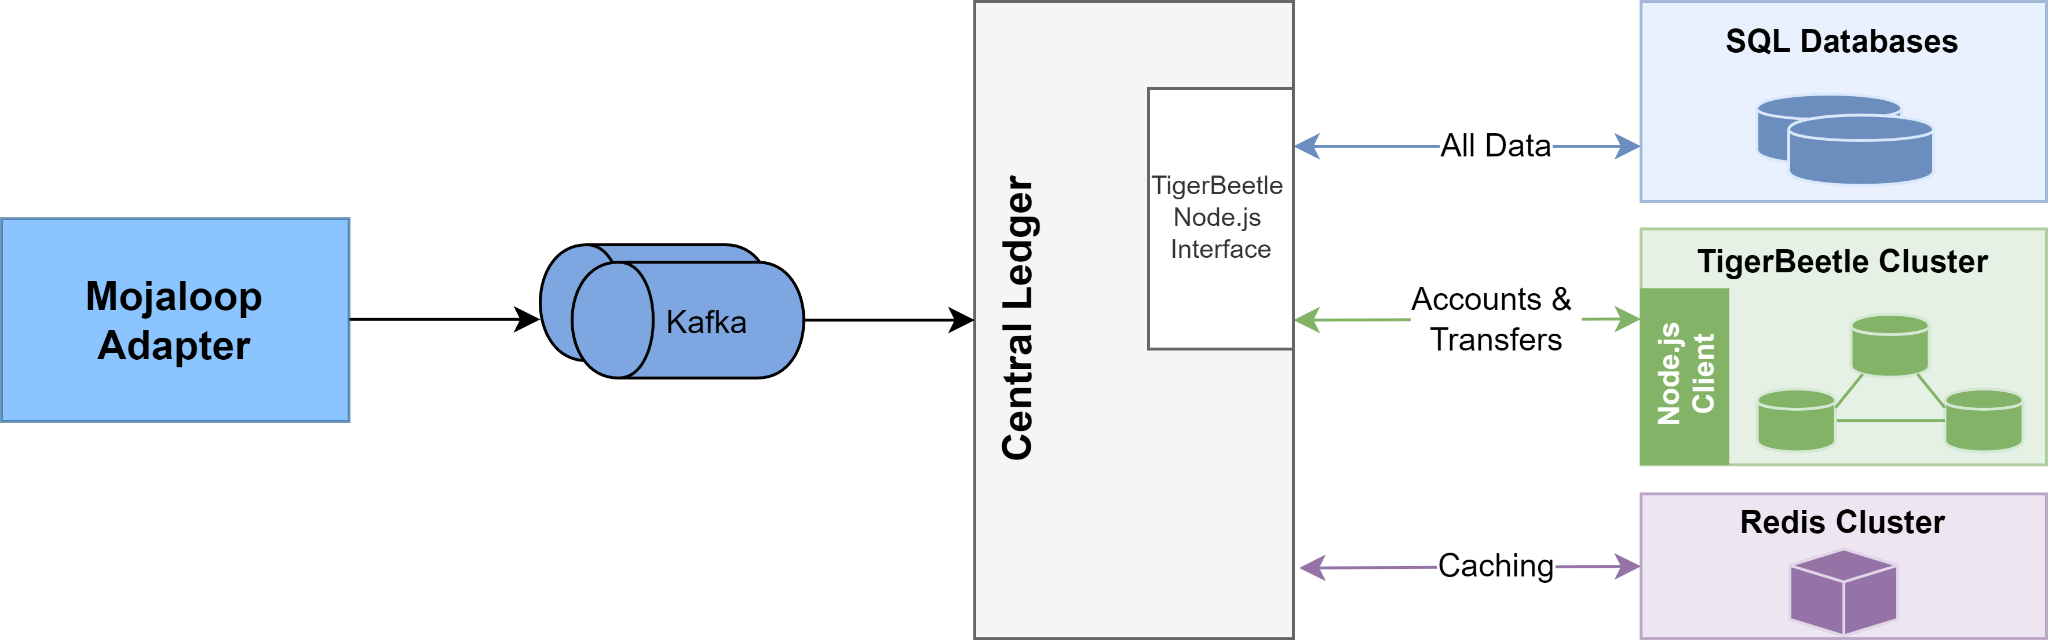 Mojaloop
Adapter
Kafka
Central Ledger
TigerBeetle
Node.js
Interface
All Data
Accounts &
Transfers
Caching
SQL Databases
TigerBeetle Cluster
Node.js
Client
Redis Cluster